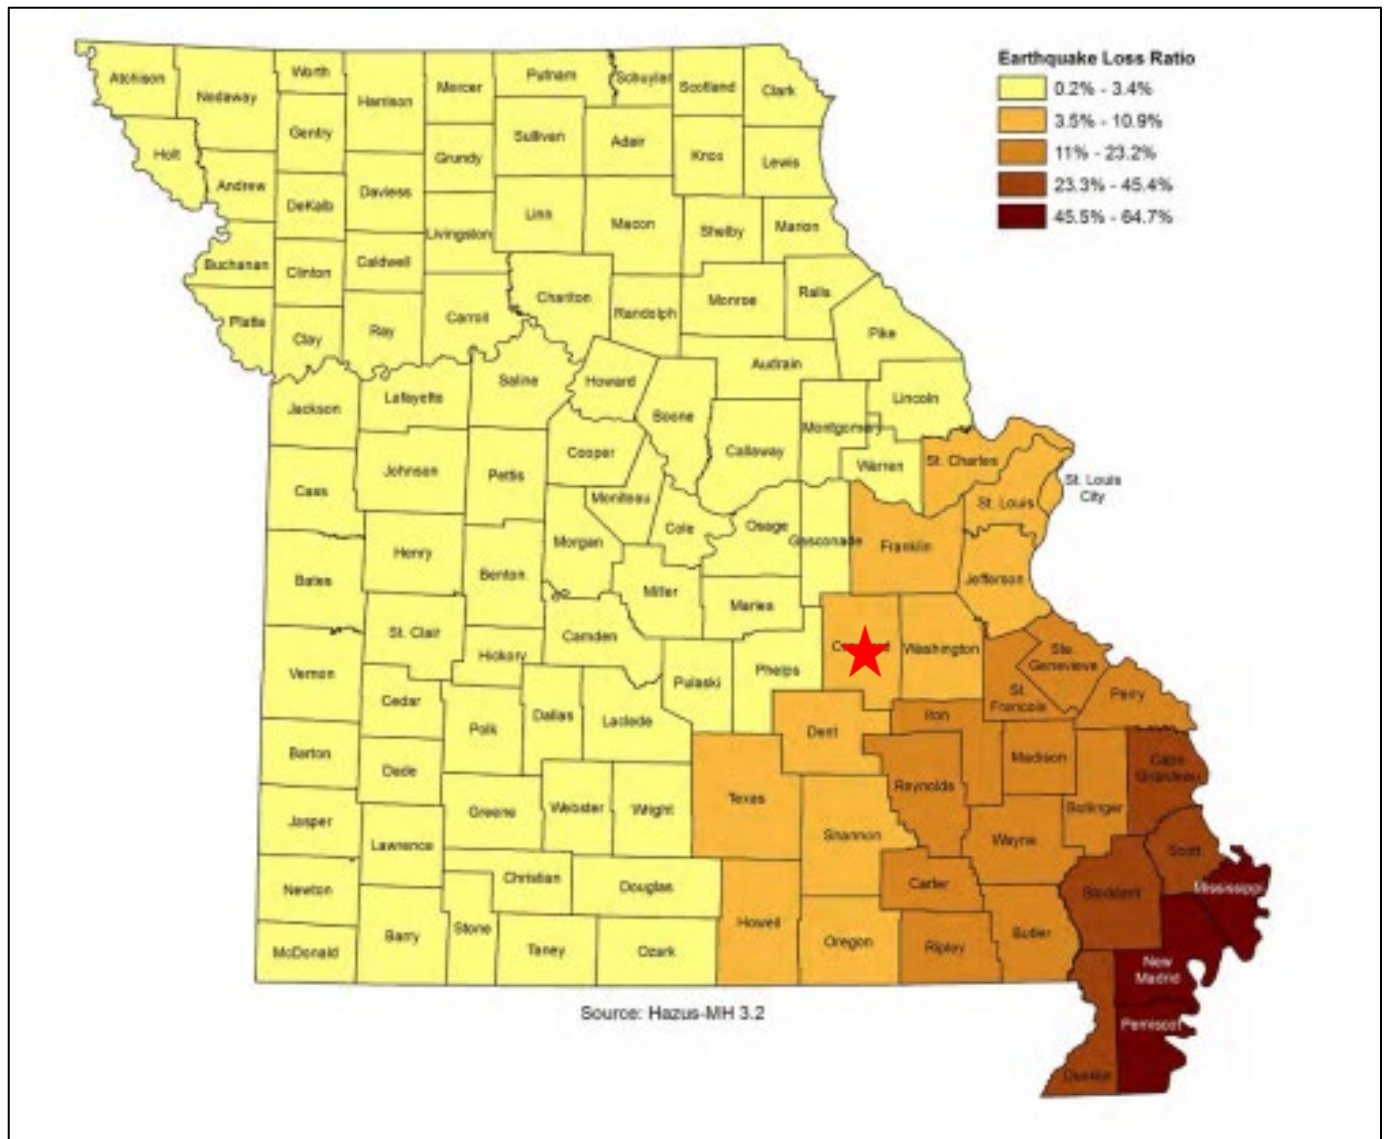 Earthquake Loss Ratio
0.2% - 3.4%
3.5% - 10.9%
11% - 23.2%
23.3% - 45.4%
45.5% - 64.7%
Atchison
Nodaway
Worth
Harrison
Mercer
Putnam
Schuyler
Scotland
Clark
Gentry
Sullivan
Adair
Knox
Lewis
Holt
Andrew
DeKalb
Daviess
Grundy
Linn
Macon
Shelby
Marion
Livingston
Buchanan
Clinton
Caldwell
Chariton
Randolph
Monroe
Ralls
Platte
Clay
Ray
Carroll
Pike
Audrain
Saline
Howard
Jackson
Lafayette
Boone
Lincoln
Montgomery
Callaway
Cooper
Warren
St. Charles
St. Louis
City
Johnson
Pettis
Cass
Moniteau
St. Louis
Cole
Osage
Gasconade
Franklin
Morgan
Henry
Benton
Bates
Jefferson
Miller
Maries
St. Clair
Camden
Hickory
Washington
Ste.
Genevieve
Vernon
Phelps
Pulaski
St.
Francois
Perry
Cedar
Polk
Dallas
Laclede
Dent
Iron
Barton
Dade
Madison
Cape
Girardeau
Texas
Reynolds
Bollinger
Jasper
Greene
Webster
Wright
Shannon
Wayne
Lawrence
Scott
Newton
Christian
Douglas
Carter
Stoddard
Mississippi
Howell
Barry
Stone
Taney
Ozark
Oregon
Ripley
Butler
McDonald
New
Madrid
Pemiscot
Dunklin
Source: Hazus-MH 3.2